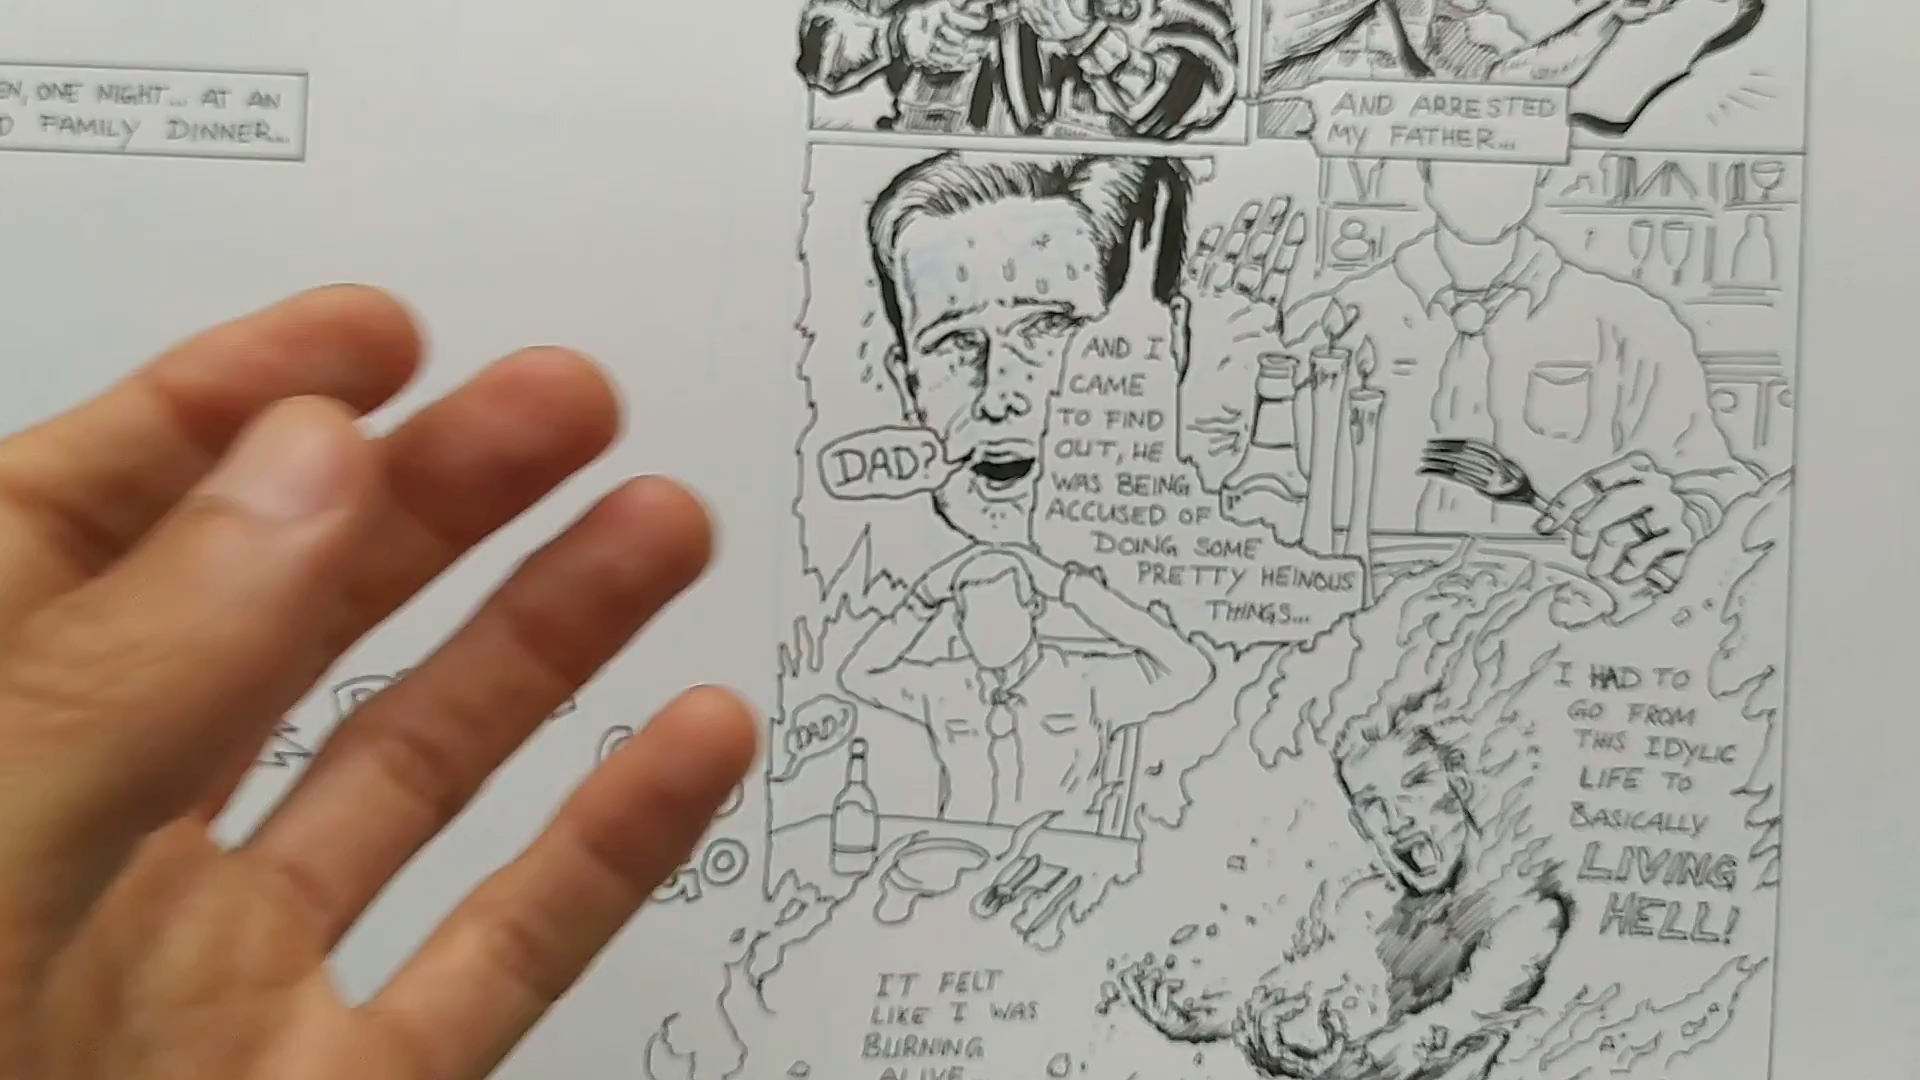 ONE NIGHT... AT AN
FAMILY DINNER...
AND ARRESTED
MY FATHER...
DAD?
AND I
CAME
TO FIND
OUT, HE
WAS BEING
ACCUSED OF
DOING SOME
PRETTY HEINOUS
THINGS...
DAD?
I HAD TO
GO FROM
THIS IDYLIC
LIFE TO
BASICALLY
LIVING
HELL!
IT FELT
LIKE I WAS
BURNING
ALIVE...